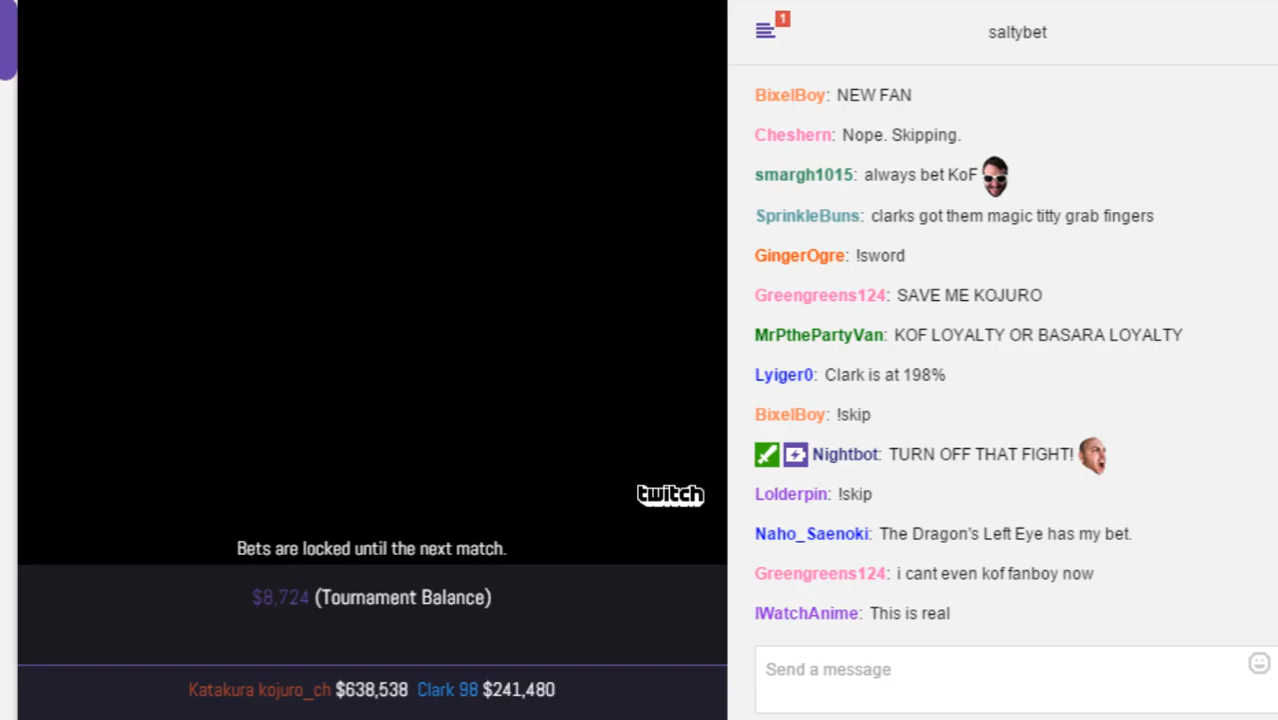 1
saltybet
BixelBoy: NEW FAN
Cheshern: Nope. Skipping.
smargh1015: always bet KoF
SprinkleBuns: clarks got them magic titty grab fingers
GingerOgre: !sword
Greengreens124: SAVE ME KOJURO
MrPthePartyVan: KOF LOYALTY OR BASARA LOYALTY
Lyiger0: Clark is at 198%
BixelBoy: !skip
Nightbot: TURN OFF THAT FIGHT!
Lolderpin: !skip
Naho_Saenoki: The Dragon's Left Eye has my bet.
Greengreens124: i cant even kof fanboy now
IWatchAnime: This is real
Send a message
twitch
Bets are locked until the next match.
$8,724 (Tournament Balance)
Katakura kojuro_ch $638,538 Clark 98 $241,480